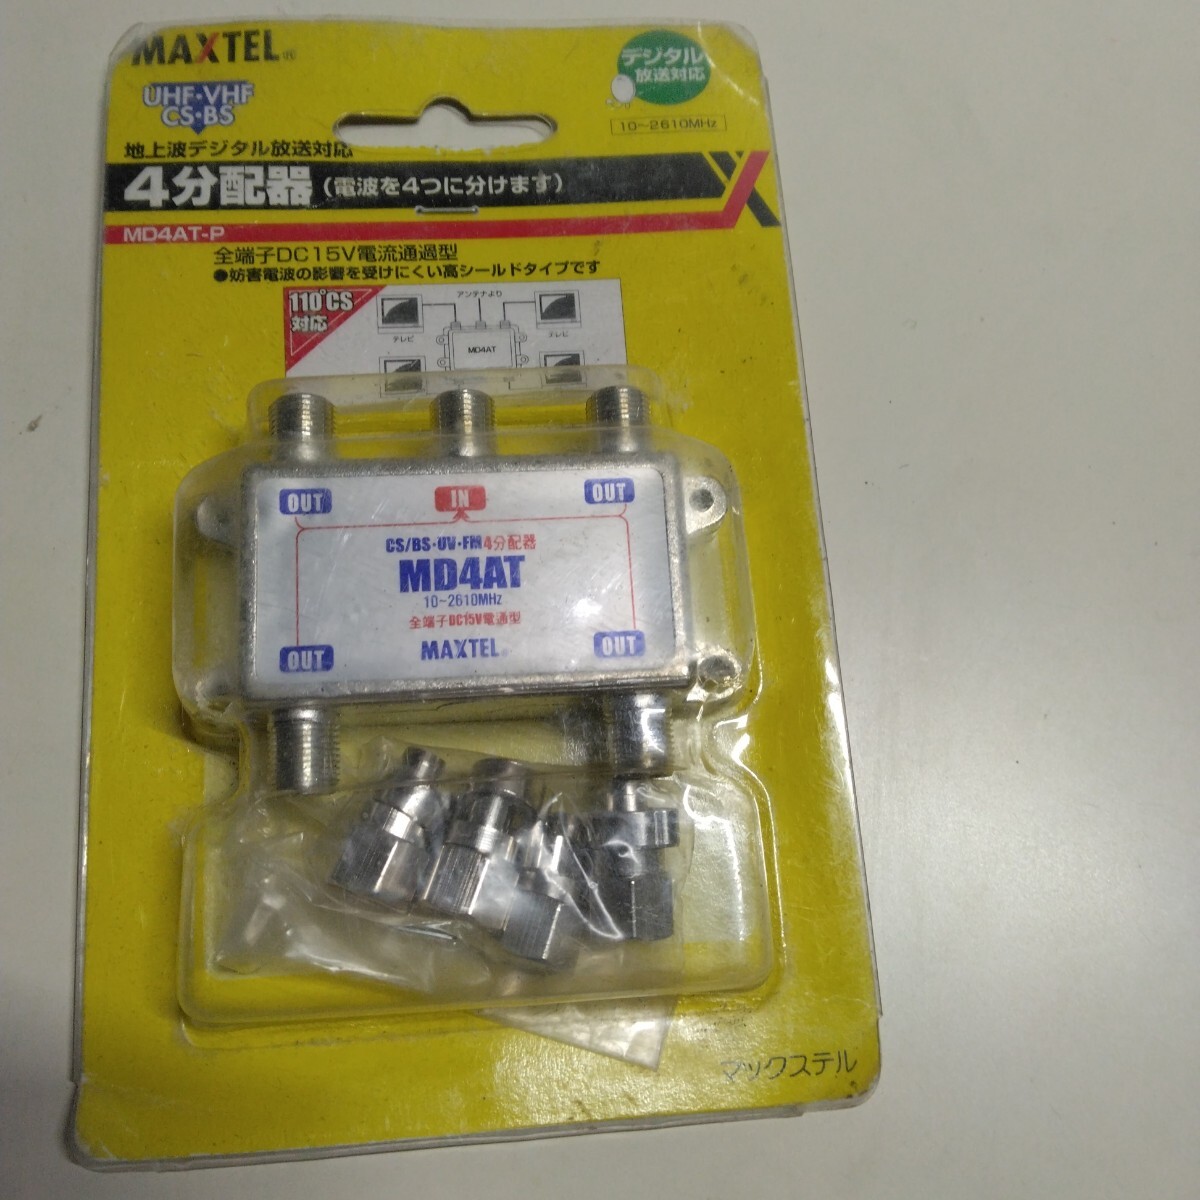 MAXTEL®
デジタル
放送対応
UHF・VHF
CS・BS
10〜2610MHz
地上波デジタル放送対応
4分配器(電波を4つに分けます)
MD4AT-P
全端子DC15V電流通過型
●妨害電波の影響を受けにくい高シールドタイプです
110°CS
対応
アンテナより
テレビ
テレビ
MD4AT
OUT
IN
OUT
CS/BS・UV・FM4分配器
MD4AT
10~2610MHz
全端子DC15V電通型
MAXTEL®
OUT
OUT
マックステル